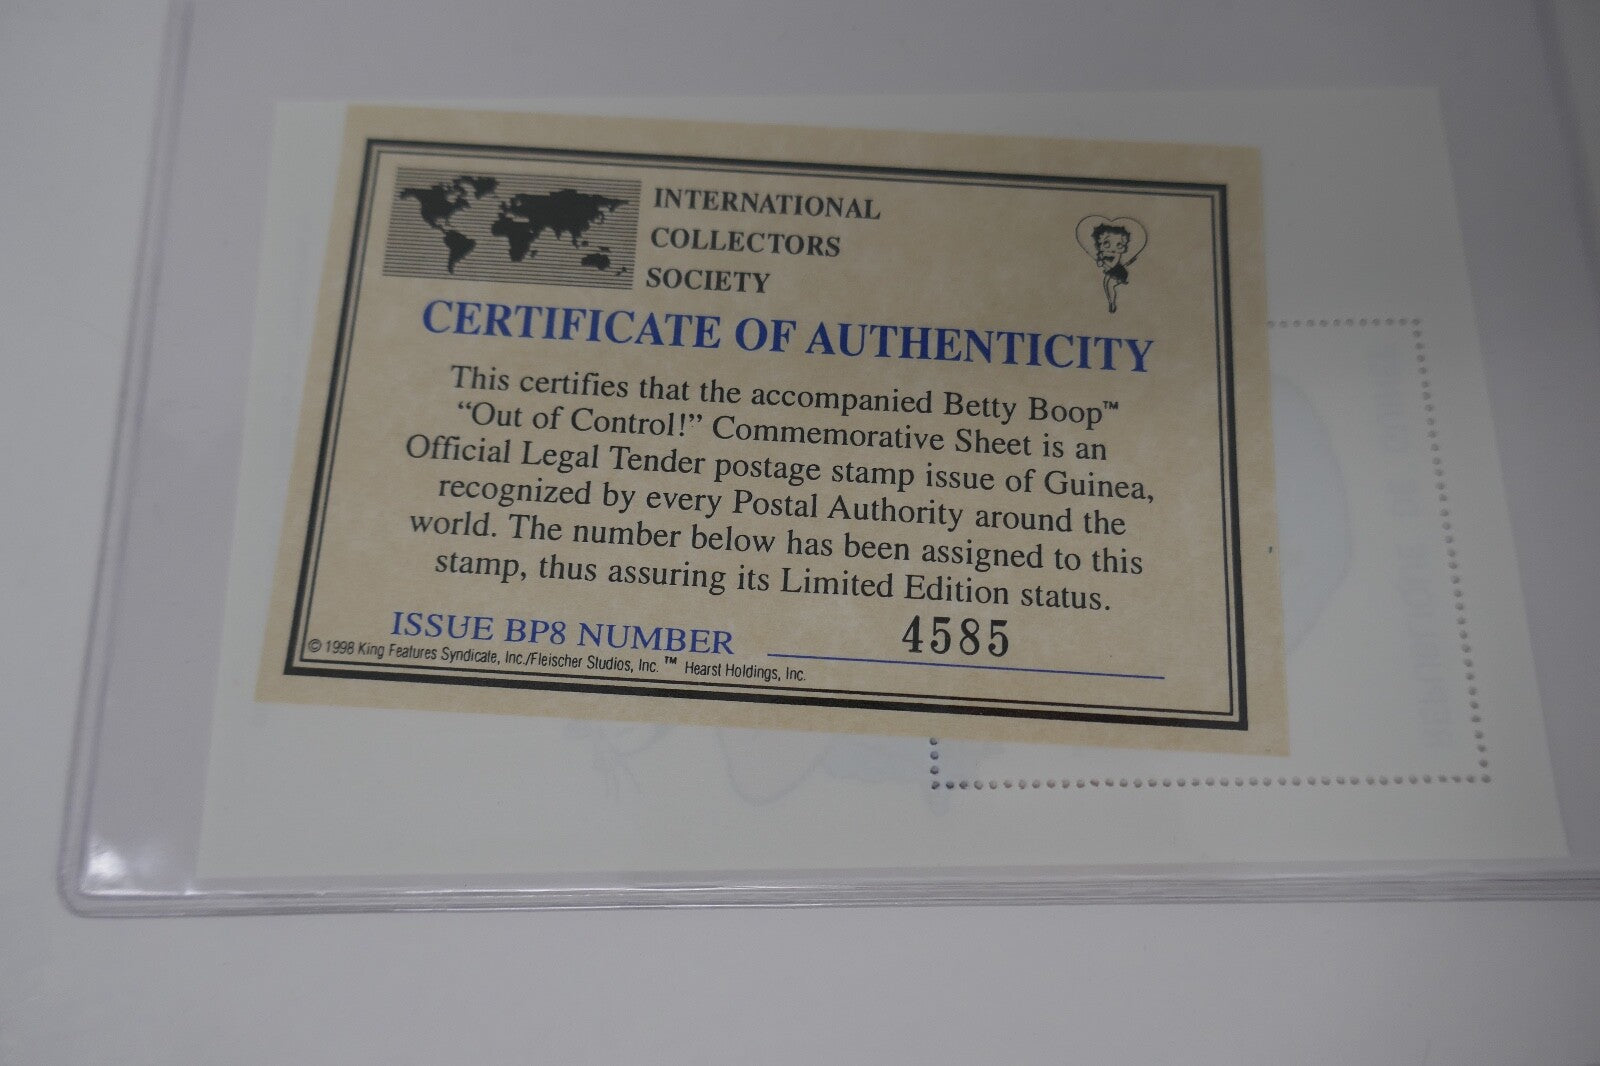 INTERNATIONAL
COLLECTORS
SOCIETY
CERTIFICATE OF AUTHENTICITY
This certifies that the accompanied Betty Boop™
“Out of Control!” Commemorative Sheet is an
Official Legal Tender postage stamp issue of Guinea,
recognized by every Postal Authority around the
world. The number below has been assigned to this
stamp, thus assuring its Limited Edition status.
ISSUE BP8 NUMBER 4585
© 1998 King Features Syndicate, Inc./Fleischer Studios, Inc. ™ Hearst Holdings, Inc.